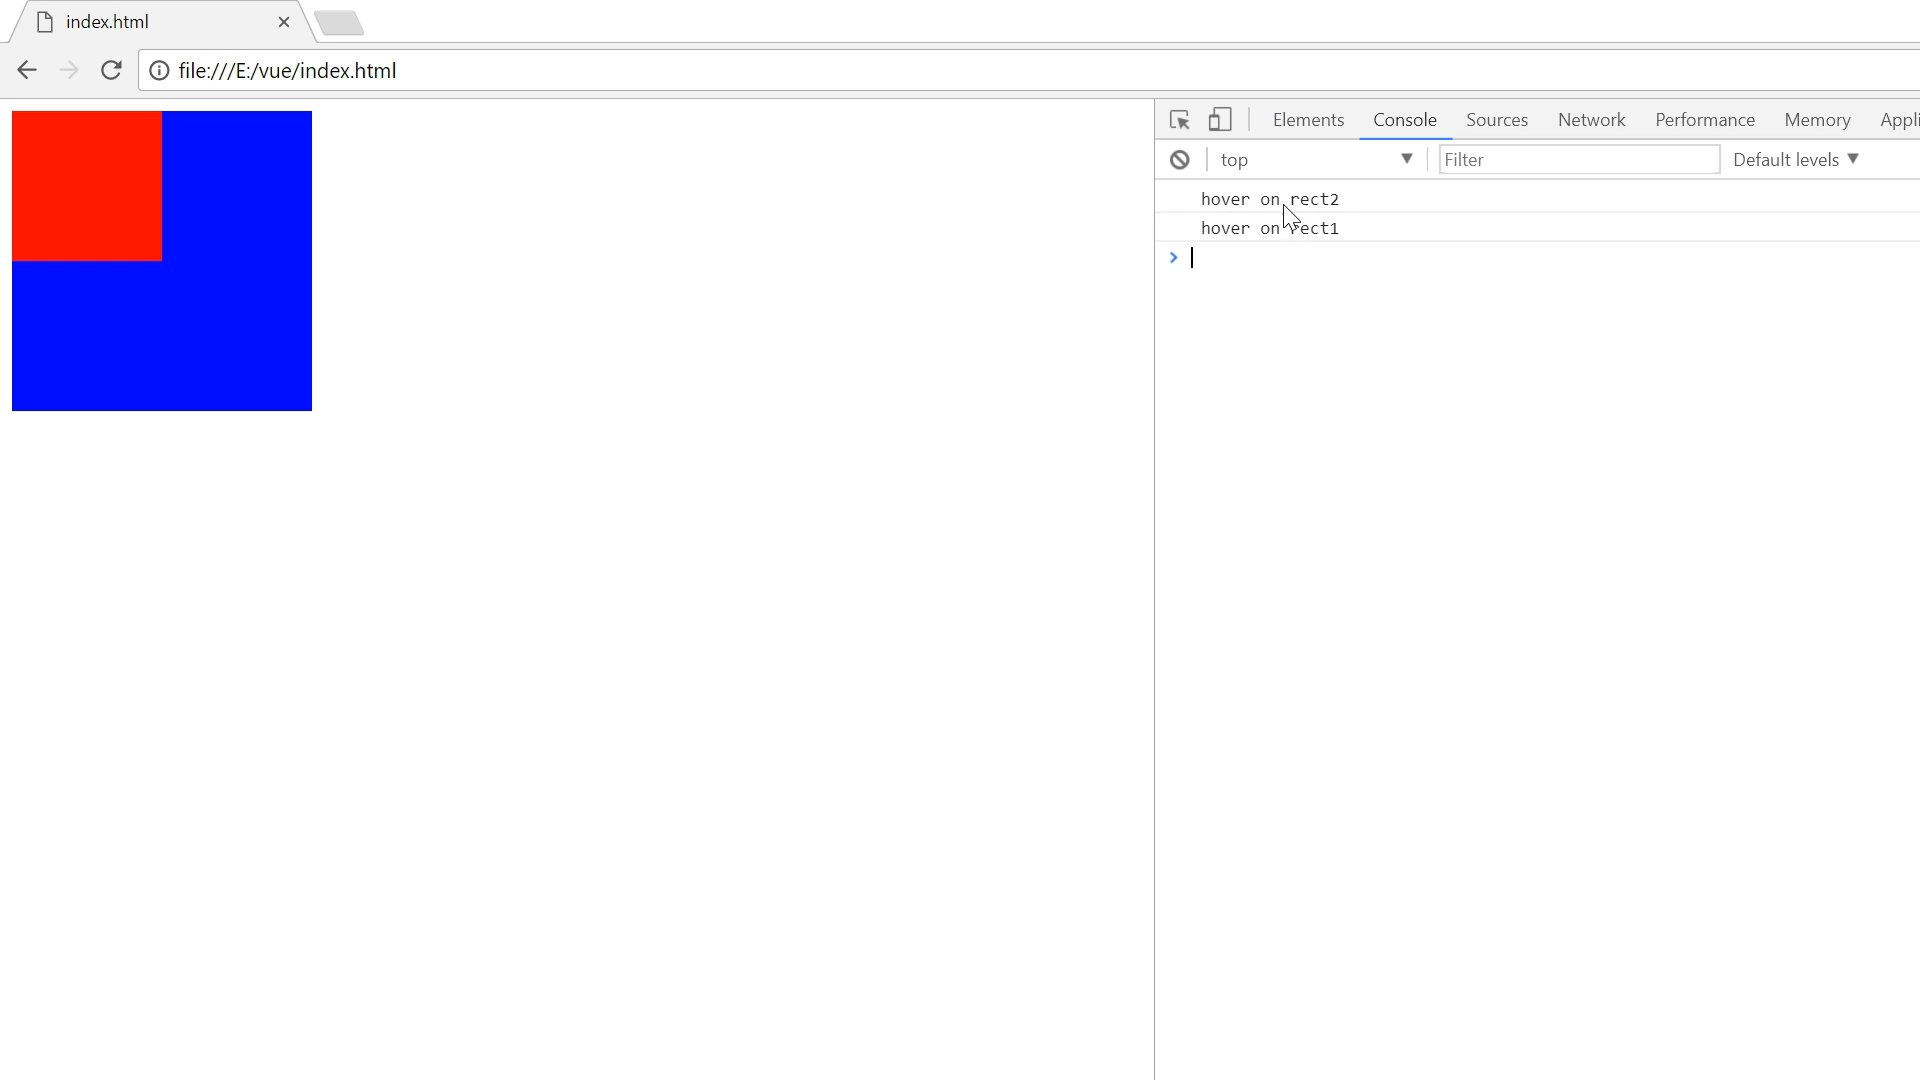 index.html
file:///E:/vue/index.html
Elements Console Sources Network Performance Memory Appli
top Filter Default levels
hover on rect2
hover on rect1